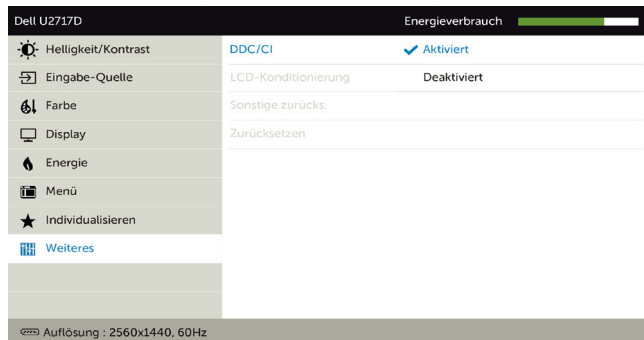 Dell U2717D Energieverbrauch
Helligkeit/Kontrast DDC/CI Aktiviert
Eingabe-Quelle LCD-Konditionierung Deaktiviert
Farbe Sonstige zurücks.
Display Zurücksetzen
Energie
Menü
Individualisieren
Weiteres
Auflösung : 2560x1440, 60Hz